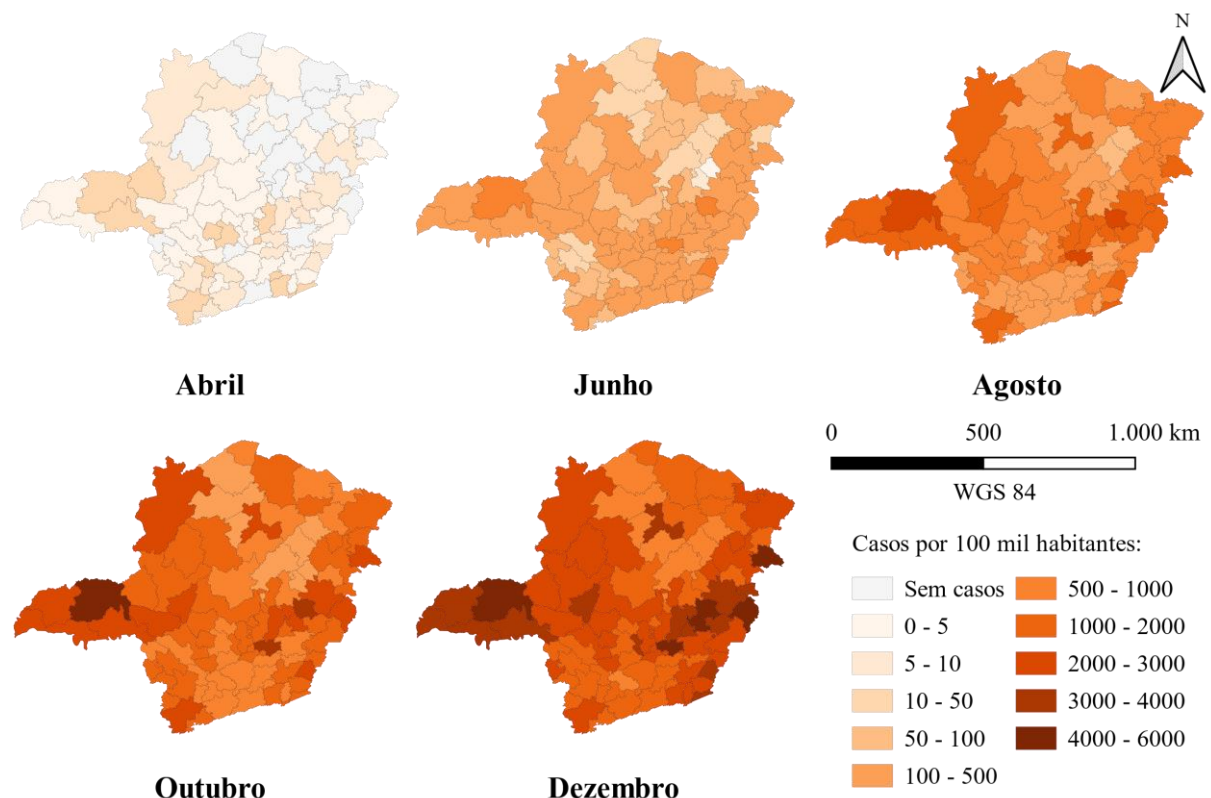 N
Abril
Junho
Agosto
0 500 1.000 km
WGS 84
Casos por 100 mil habitantes:
Sem casos
0 - 5
5 - 10
10 - 50
50 - 100
100 - 500
500 - 1000
1000 - 2000
2000 - 3000
3000 - 4000
4000 - 6000
Outubro
Dezembro